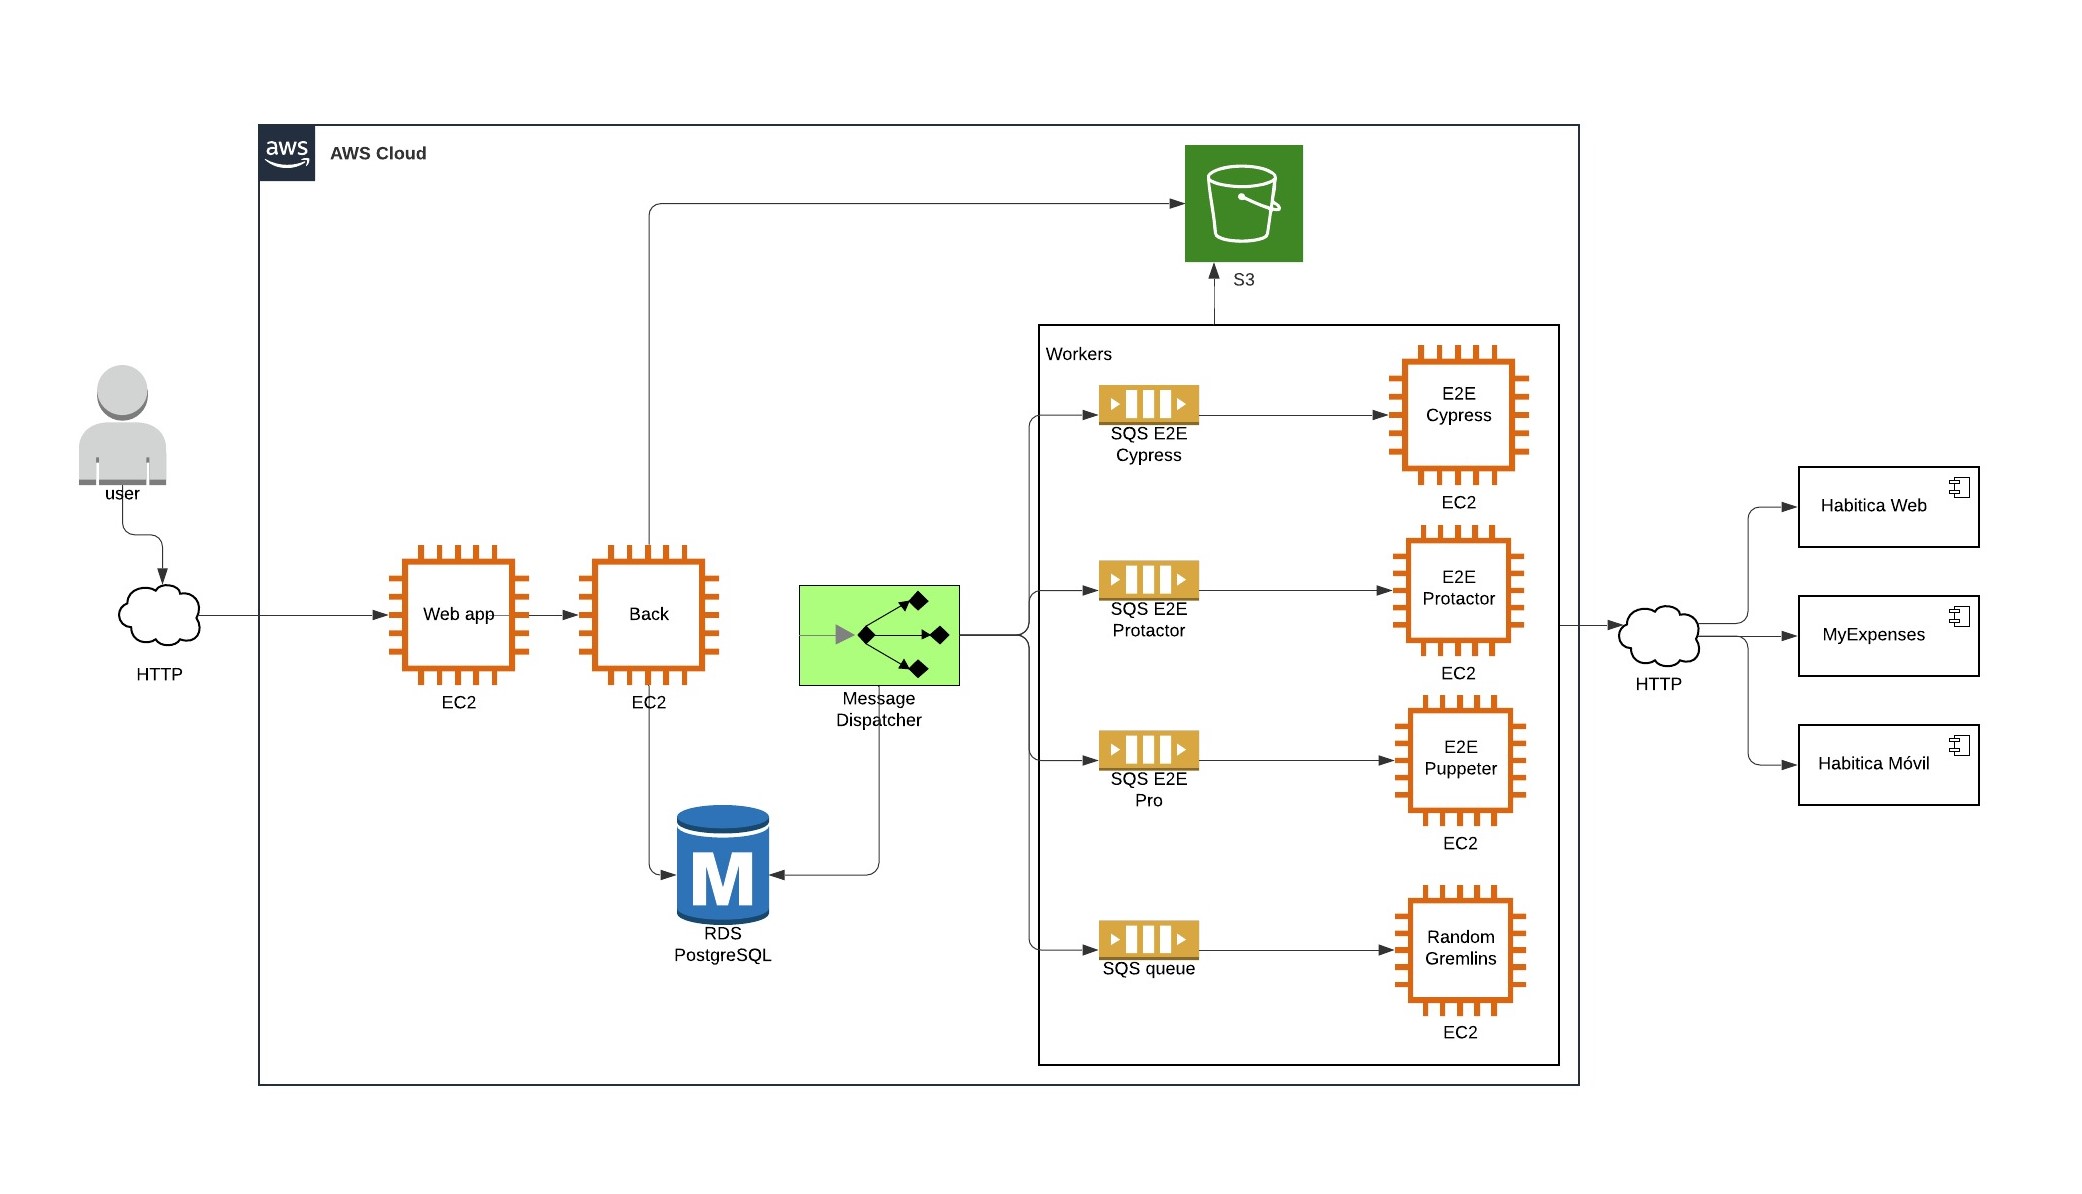 aws
AWS Cloud
S3
Workers
E2E
Cypress
SQS E2E
Cypress
EC2
user
Habitica Web
E2E
Protactor
SQS E2E
Protactor
EC2
HTTP
Web app
EC2
Back
EC2
Message
Dispatcher
HTTP
MyExpenses
E2E
Puppeter
SQS E2E
Pro
EC2
Habitica Móvil
M
RDS
PostgreSQL
SQS queue
Random
Gremlins
EC2